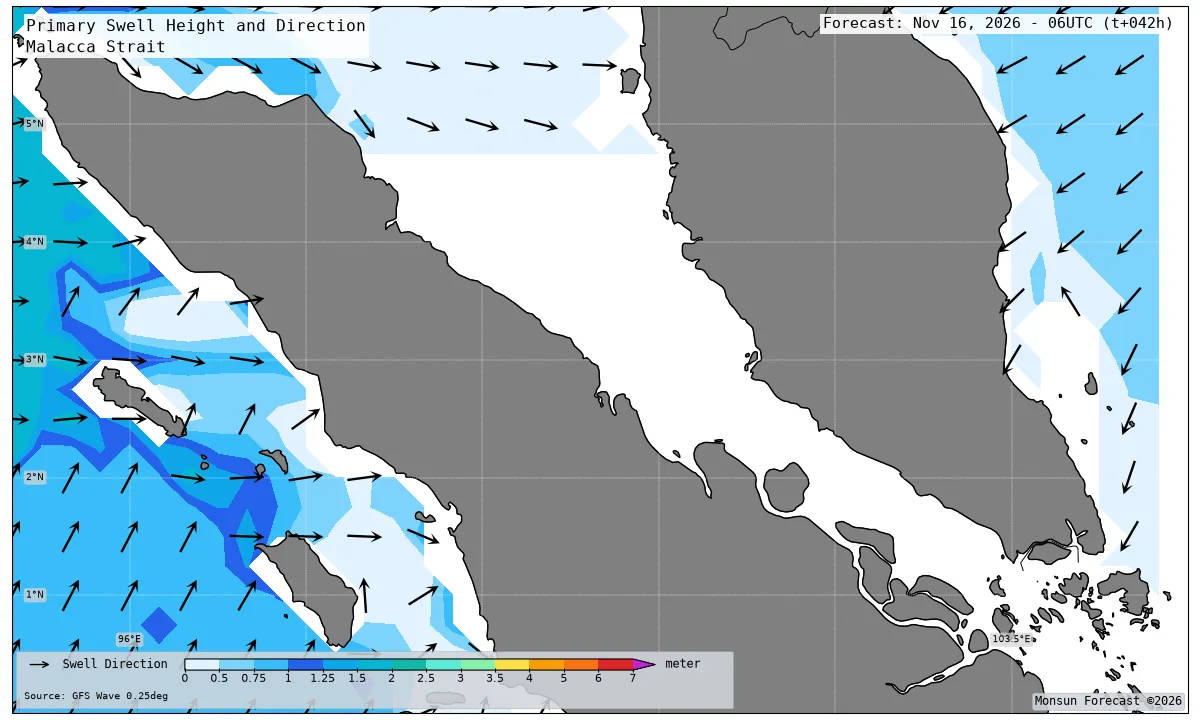 Primary Swell Height and Direction
Malacca Strait
Forecast: Nov 16, 2026 - 06UTC (t+042h)
5°N
4°N
3°N
2°N
1°N
96°E
103.5°E
Swell Direction
0 0.5 0.75 1 1.25 1.5 2 2.5 3 3.5 4 5 6 7
meter
Source: GFS Wave 0.25deg
Monsun Forecast ©2026